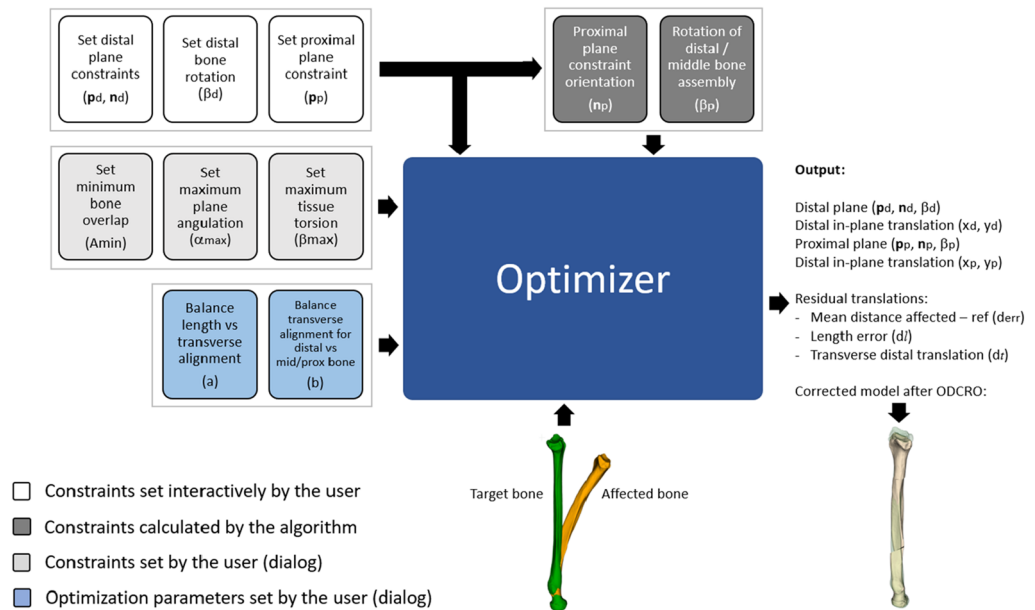 Set distal
plane
constraints
(pd, nd)
Set distal
bone
rotation
(βd)
Set proximal
plane
constraint
(pp)
Proximal
plane
constraint
orientation
(np)
Rotation of
distal /
middle bone
assembly
(βp)
Set
minimum
bone
overlap
(Amin)
Set
maximum
plane
angulation
(αmax)
Set
maximum
tissue
torsion
(βmax)
Balance
length vs
transverse
alignment
(a)
Balance
transverse
alignment for
distal vs
mid/prox bone
(b)
Optimizer
Output:
Distal plane (pd, nd, βd)
Distal in-plane translation (xd, yd)
Proximal plane (pp, np, βp)
Distal in-plane translation (xp, yp)
Residual translations:
- Mean distance affected – ref (derr)
- Length error (dl)
- Transverse distal translation (dt)
Corrected model after ODCRO:
Target bone
Affected bone
Constraints set interactively by the user
Constraints calculated by the algorithm
Constraints set by the user (dialog)
Optimization parameters set by the user (dialog)